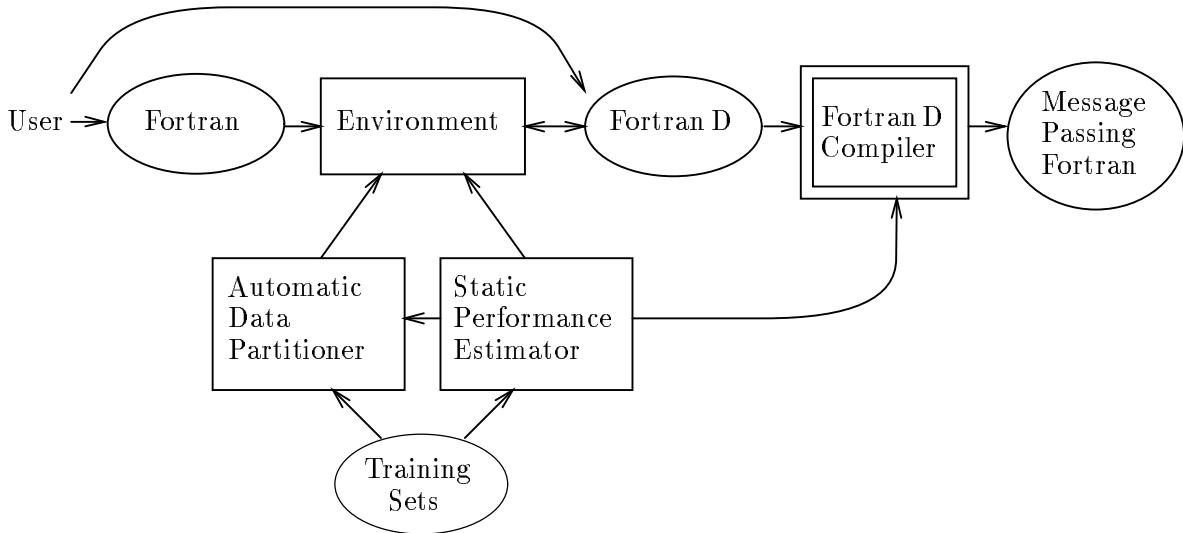 User
Fortran
Environment
Fortran D
Fortran D
Compiler
Message
Passing
Fortran
Automatic
Data
Partitioner
Static
Performance
Estimator
Training
Sets